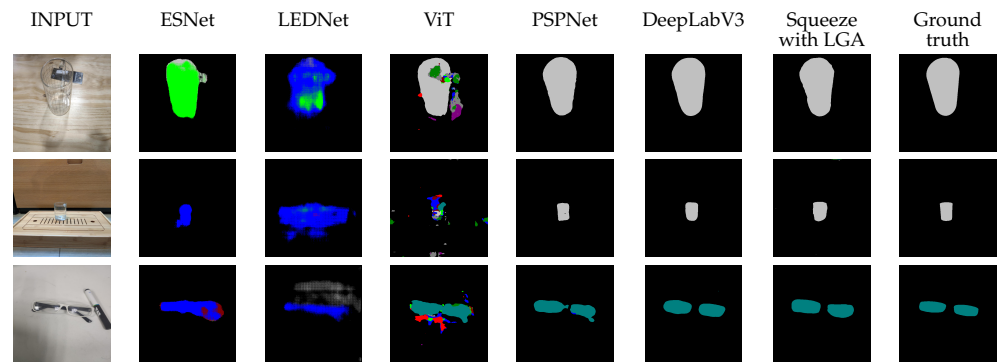 INPUT
ESNet
LEDNet
ViT
PSPNet
DeepLabV3
Squeeze
with LGA
Ground
truth